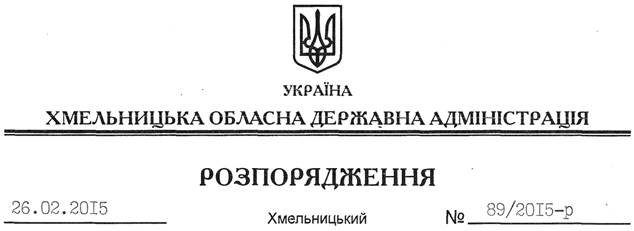 УКРАЇНА
ХМЕЛЬНИЦЬКА ОБЛАСНА ДЕРЖАВНА АДМІНІСТРАЦІЯ
РОЗПОРЯДЖЕННЯ
26.02.2015 Хмельницький № 89/2015-р